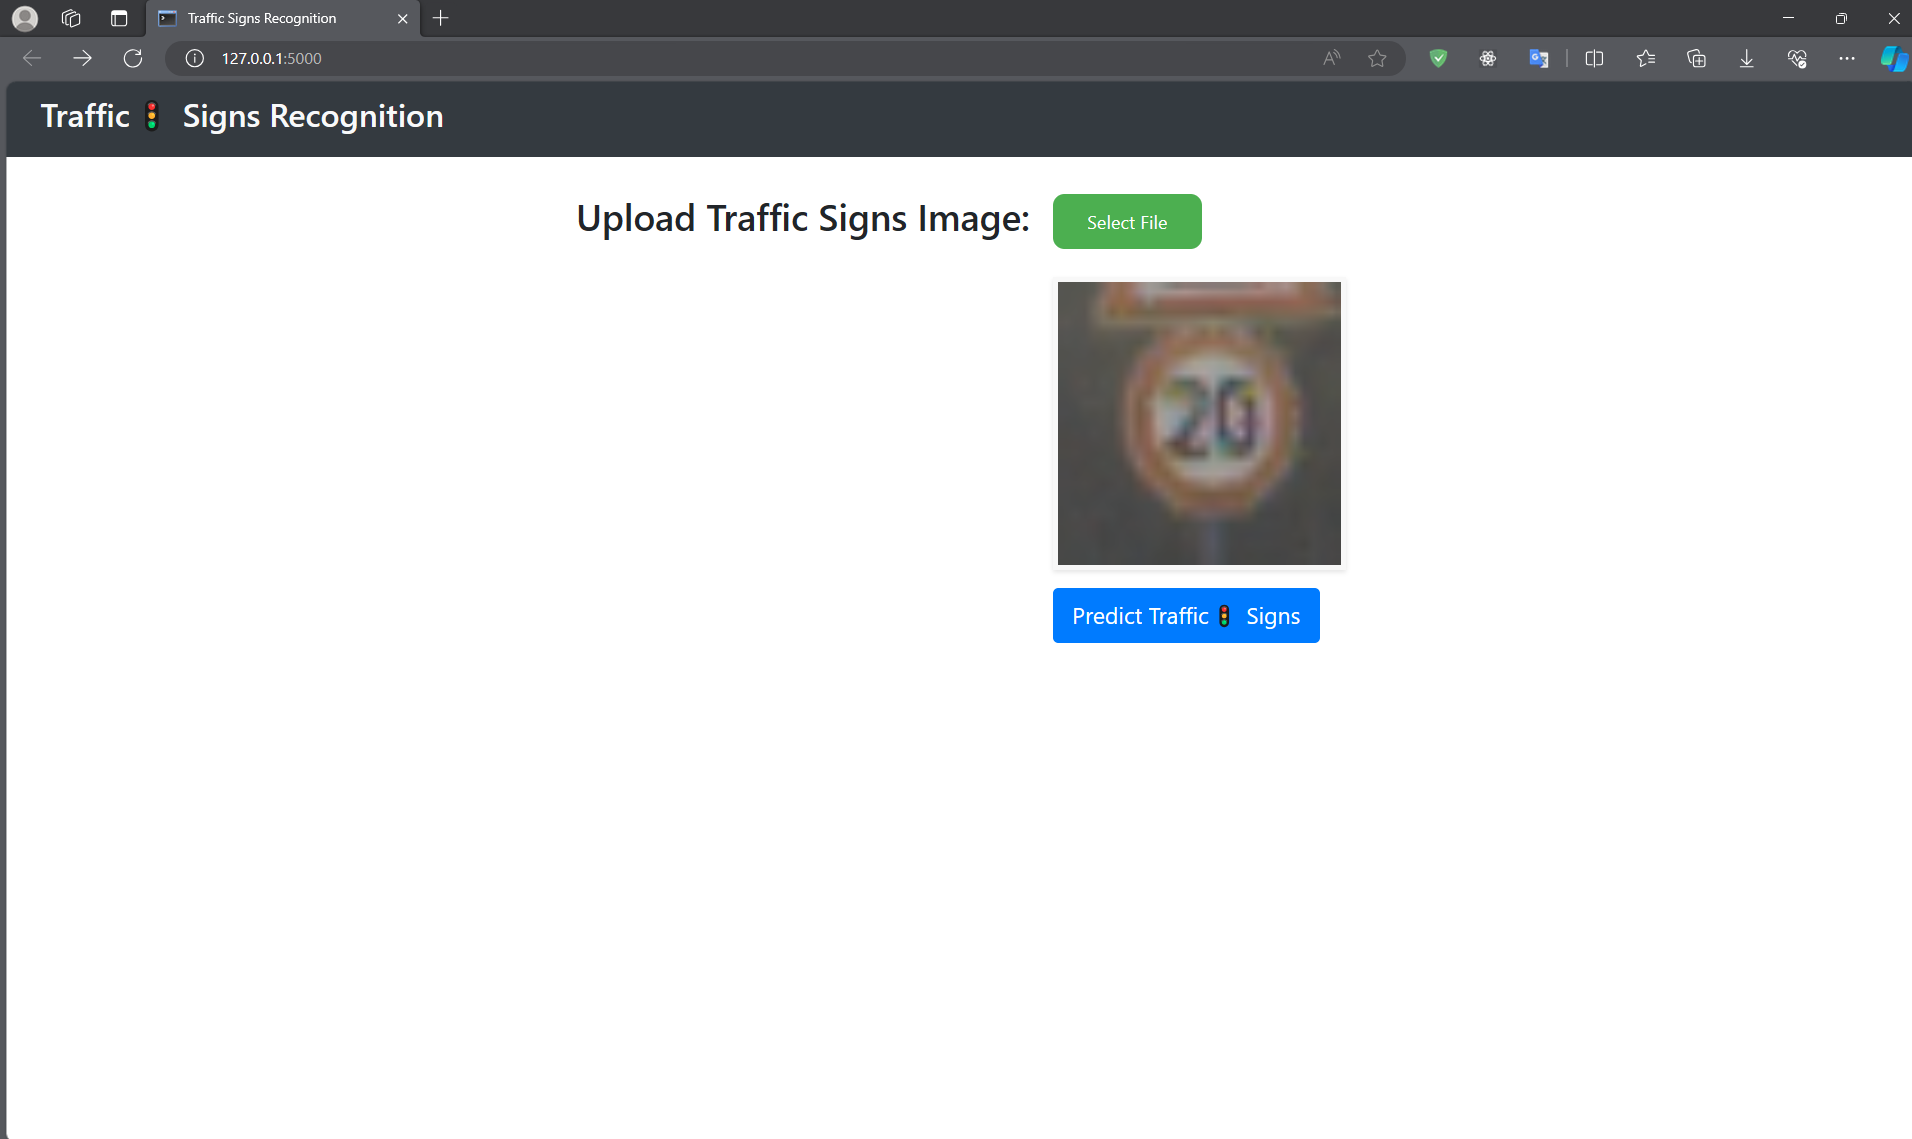 Traffic Signs Recognition
127.0.0.1:5000
Traffic🚦 Signs Recognition
Upload Traffic Signs Image:
Select File
20
Predict Traffic🚦 Signs